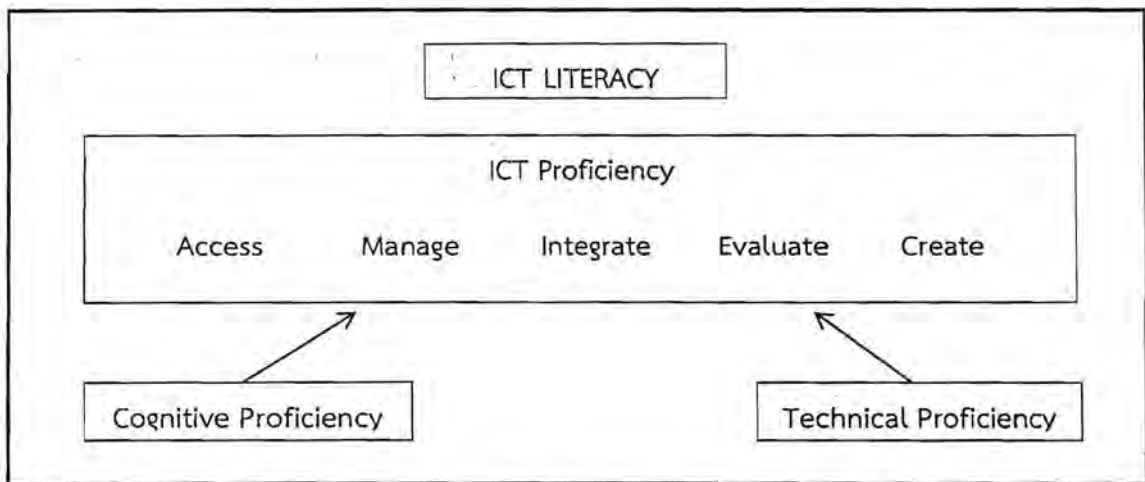 ICT LITERACY
ICT Proficiency
Access Manage Integrate Evaluate Create
Cognitive Proficiency
Technical Proficiency